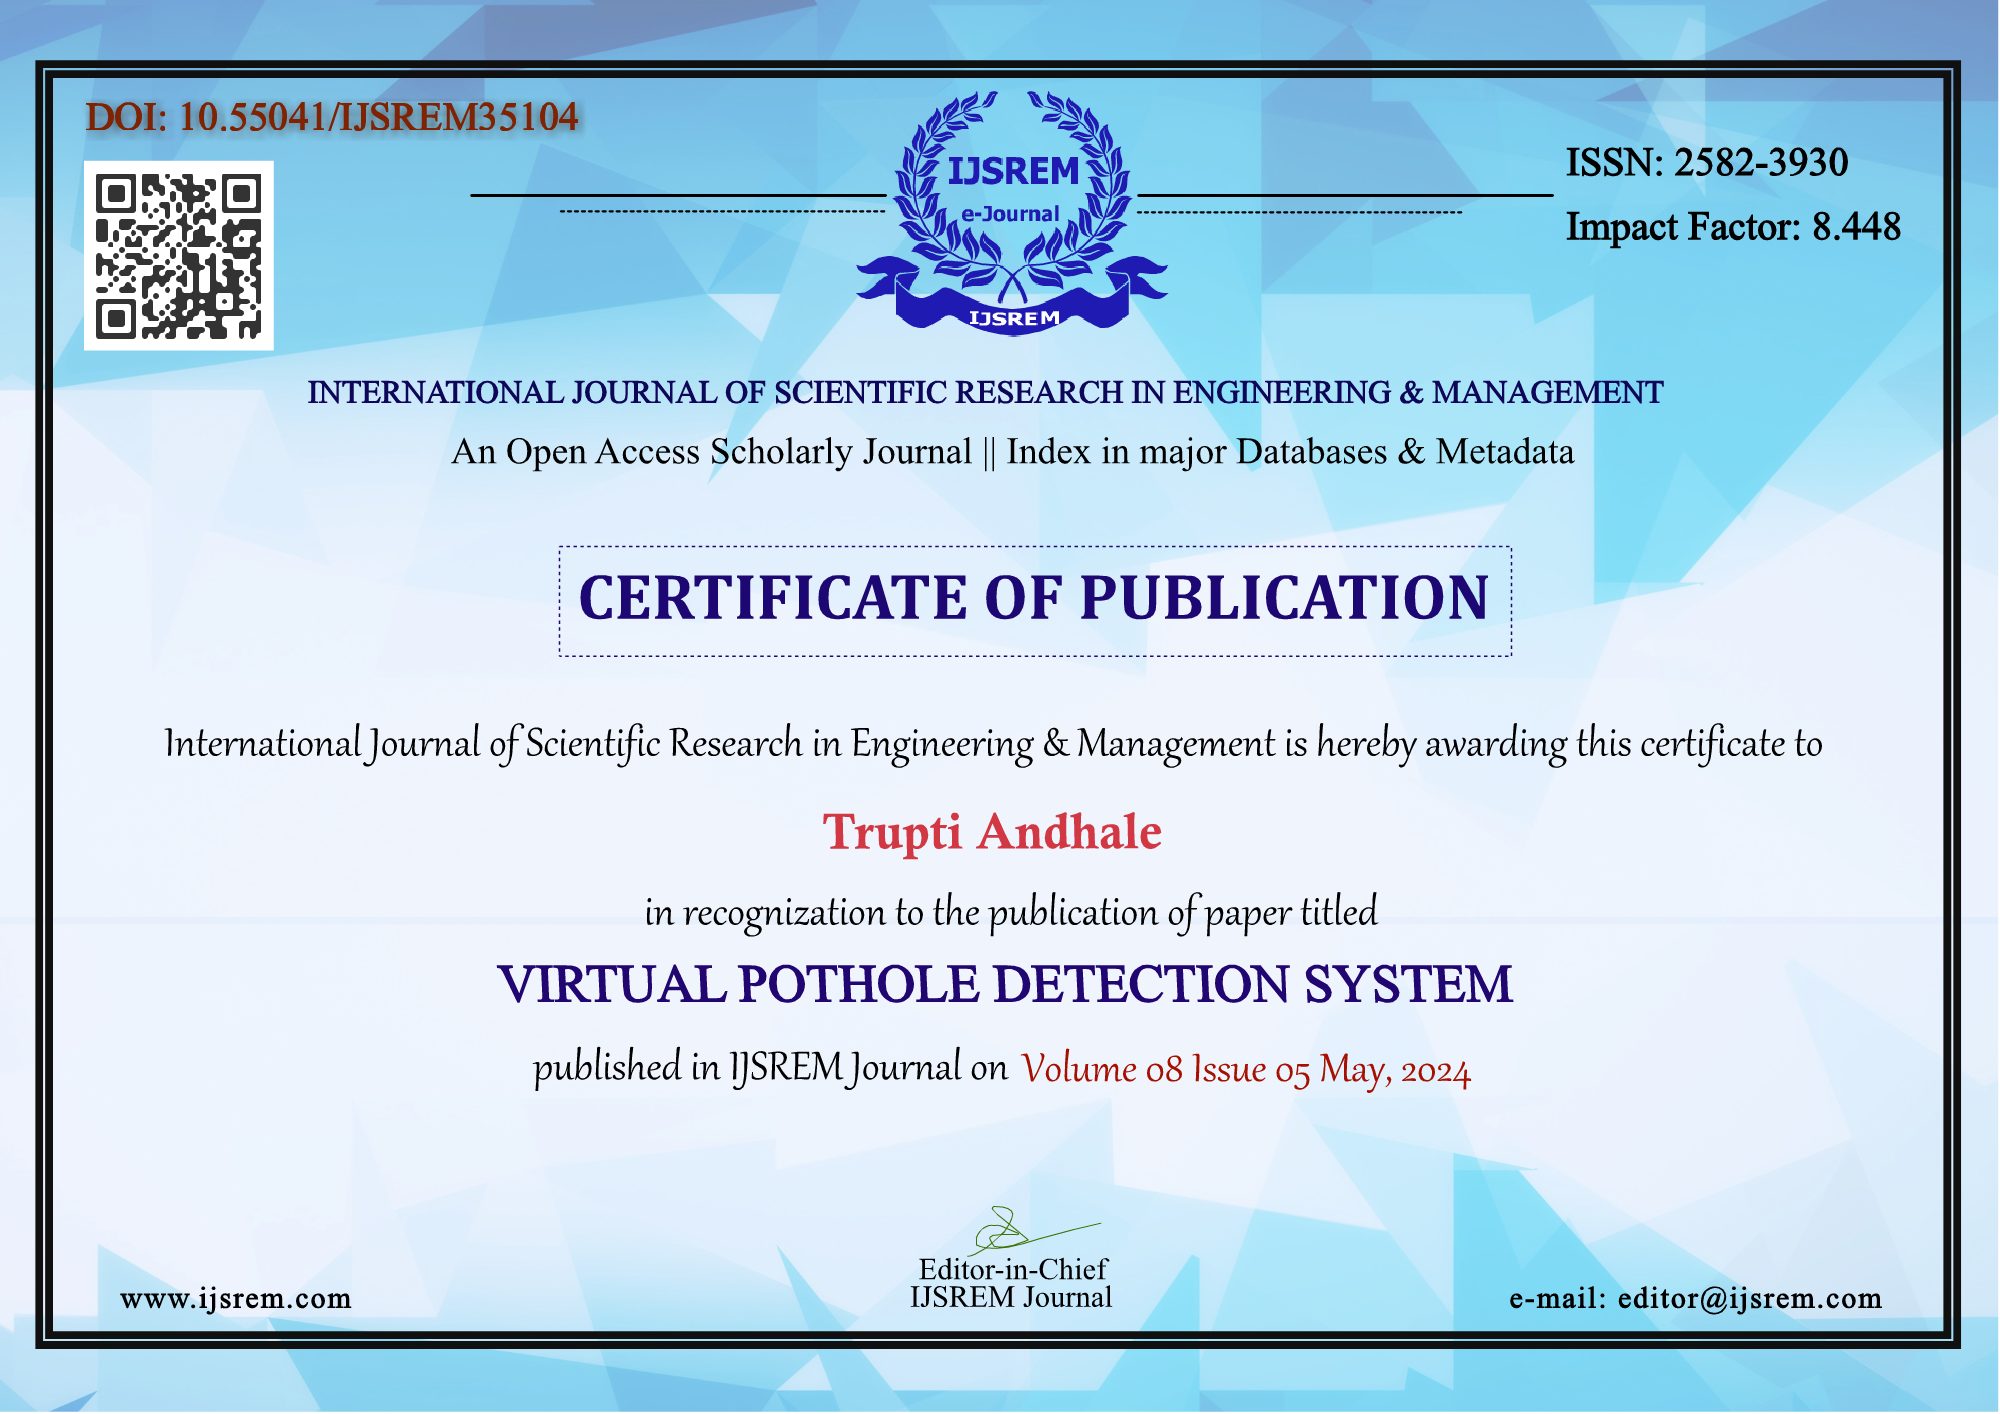 DOI: 10.55041/IJSREM35104
IJSREM
e-Journal
IJSREM
ISSN: 2582-3930
Impact Factor: 8.448
INTERNATIONAL JOURNAL OF SCIENTIFIC RESEARCH IN ENGINEERING & MANAGEMENT
An Open Access Scholarly Journal || Index in major Databases & Metadata
CERTIFICATE OF PUBLICATION
International Journal of Scientific Research in Engineering & Management is hereby awarding this certificate to
Trupti Andhale
in recognization to the publication of paper titled
VIRTUAL POTHOLE DETECTION SYSTEM
published in IJSREM Journal on Volume 08 Issue 05 May, 2024
Editor-in-Chief
IJSREM Journal
www.ijsrem.com
e-mail: editor@ijsrem.com